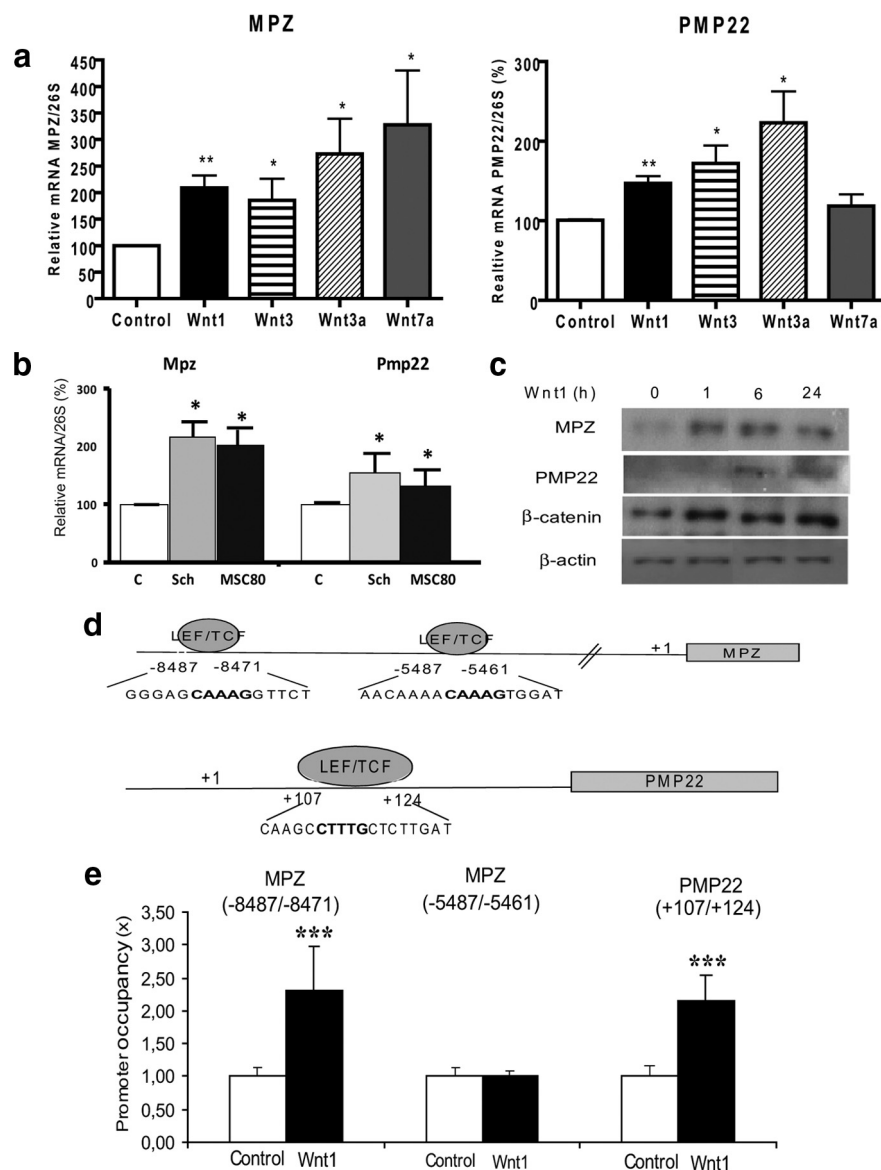 MPZ
PMP22
a
Relative mRNA MPZ/26S (%)
450
400
350
300
250
200
150
100
50
0
**
*
*
*
Control Wnt1 Wnt3 Wnt3a Wnt7a
Realtive mRNA PMP22/26S (%)
300
200
100
0
**
*
*
Control Wnt1 Wnt3 Wnt3a Wnt7a
b
Mpz
Pmp22
Relative mRNA/26S (%)
300
200
100
0
*
*
*
*
C Sch MSC80 C Sch MSC80
c
Wnt1 (h) 0 1 6 24
MPZ
PMP22
β-catenin
β-actin
d
LEF/TCF LEF/TCF
+1 MPZ
-8487 -8471 -5487 -5461
GGGAGCAAAGGTTCT AACAAAACAAAGTGGAT
LEF/TCF
+1 PMP22
+107 +124
CAAGCCTTTGCTCTTGAT
e
MPZ
(-8487/-8471)
MPZ
(-5487/-5461)
PMP22
(+107/+124)
Promoter occupancy (x)
3,50
3,00
2,50
2,00
1,50
1,00
0,50
0,00
***
***
Control Wnt1 Control Wnt1 Control Wnt1